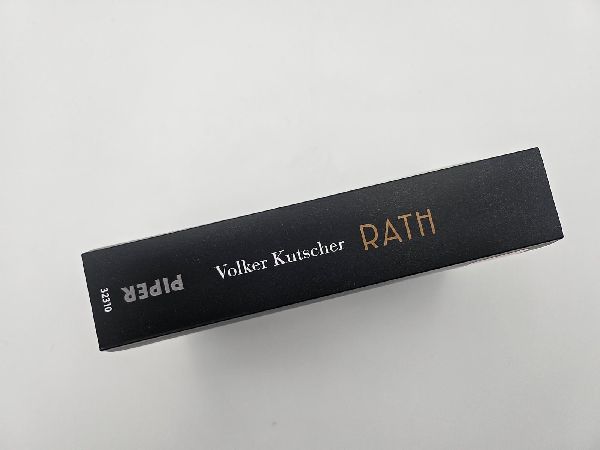 Volker Kutscher RATH
PIPER
32310